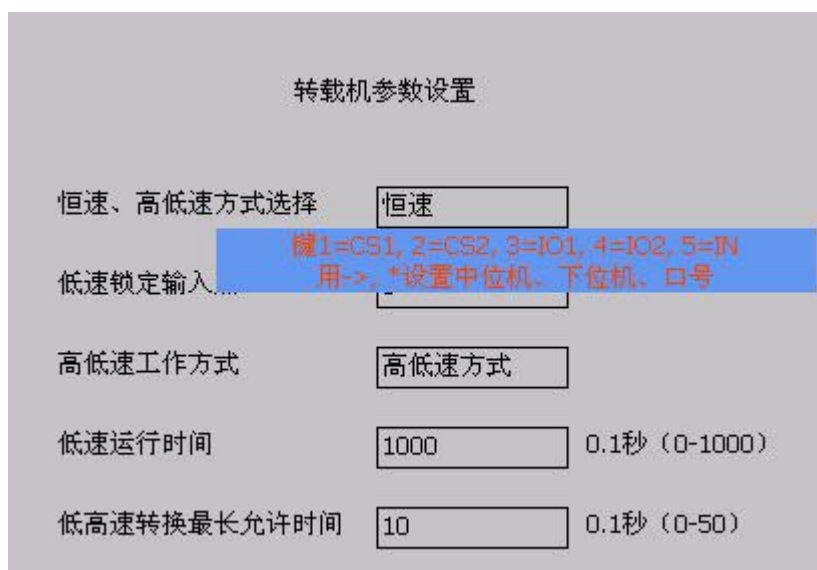 转载机参数设置
恒速、高低速方式选择 恒速
键1=CS1, 2=CS2, 3=IO1, 4=IO2, 5=IN
用->, *设置中位机、下位机、口号
低速锁定输入
高低速工作方式 高低速方式
低速运行时间 1000 0.1秒（0-1000）
低高速转换最长允许时间 10 0.1秒（0-50）